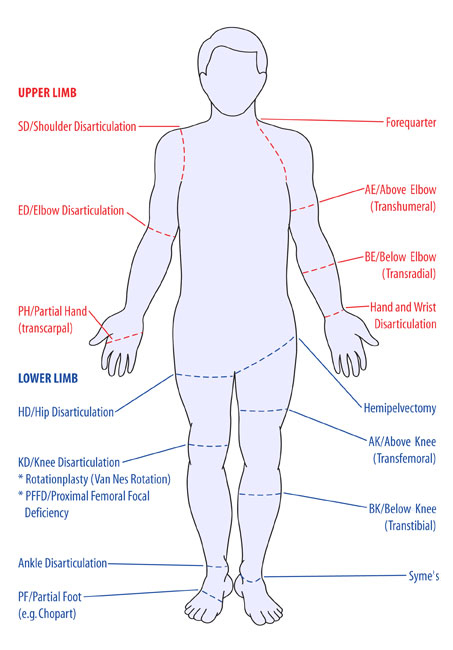 UPPER LIMB
SD/Shoulder Disarticulation
Forequarter
AE/Above Elbow
(Transhumeral)
ED/Elbow Disarticulation
BE/Below Elbow
(Transradial)
PH/Partial Hand
(transcarpal)
Hand and Wrist
Disarticulation
LOWER LIMB
HD/Hip Disarticulation
Hemipelvectomy
AK/Above Knee
(Transfemoral)
KD/Knee Disarticulation
* Rotationplasty (Van Nes Rotation)
* PFFD/Proximal Femoral Focal
Deficiency
BK/Below Knee
(Transtibial)
Ankle Disarticulation
Syme's
PF/Partial Foot
(e.g. Chopart)